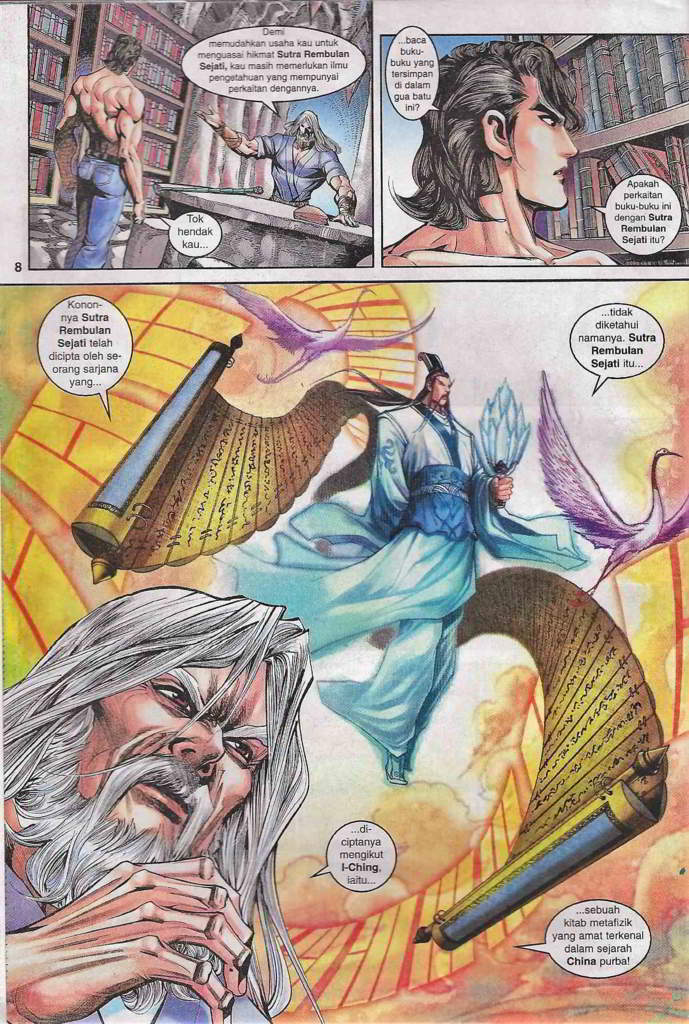 Demi
memudahkan usaha kau untuk
menguasai hikmat Sutra Rembulan
Sejati, kau masih memerlukan ilmu
pengetahuan yang mempunyai
perkaitan dengannya.
Tok
hendak
kau...
8
...baca
buku-
buku yang
tersimpan
di dalam
gua batu
ini?
Apakah
perkaitan
buku-buku ini
dengan Sutra
Rembulan
Sejati itu?
Konon-
nya Sutra
Rembulan
Sejati telah
dicipta oleh se-
orang sarjana
yang...
...tidak
diketahui
namanya. Sutra
Rembulan
Sejati itu...
...di-
ciptanya
mengikut
I-Ching,
iaitu...
...sebuah
kitab metafizik
yang amat terkenal
dalam sejarah
China purba!